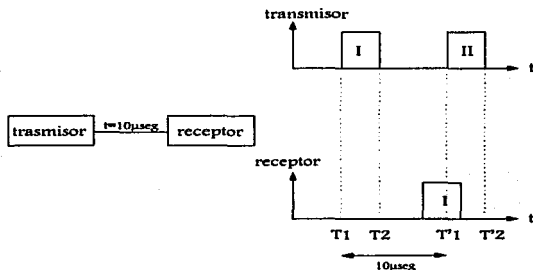 transmisor
I
II
t
trasmisor
t=10µseg
receptor
receptor
I
t
T1
T2
T'1
T'2
10µseg